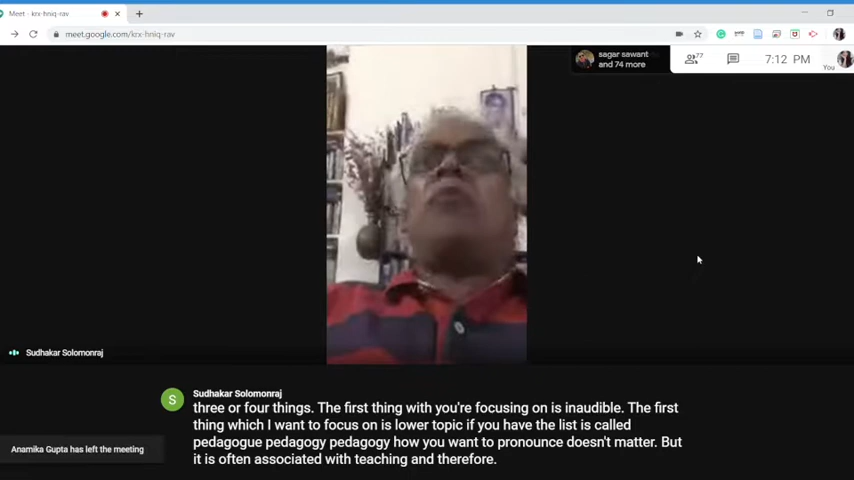 Meet - krx-hniq-rav
meet.google.com/krx-hniq-rav
sagar sawant
and 74 more
77
7:12 PM
You
Sudhakar Solomonraj
S
Sudhakar Solomonraj
three or four things. The first thing with you're focusing on is inaudible. The first
thing which I want to focus on is lower topic if you have the list is called
pedagogue pedagogy pedagogy how you want to pronounce doesn't matter. But
it is often associated with teaching and therefore.
Anamika Gupta has left the meeting